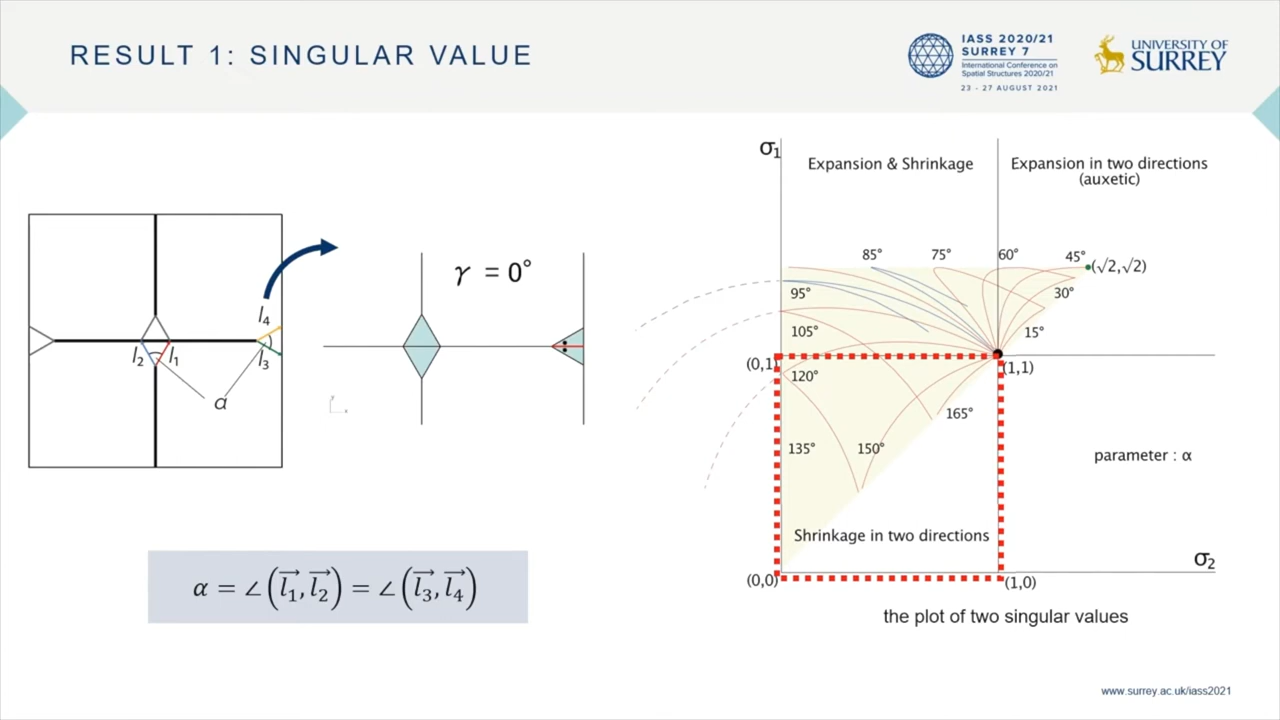 RESULT 1: SINGULAR VALUE
IASS 2020/21
SURREY 7
International Conference on
Spatial Structures 2020/21
23 - 27 AUGUST 2021
UNIVERSITY OF
SURREY
l4
l2
l1
l3
α
γ = 0°
y
x
α = ∠(l1, l2) = ∠(l3, l4)
σ1
Expansion & Shrinkage
Expansion in two directions
(auxetic)
85°
75°
60°
45°
(√2,√2)
95°
30°
105°
15°
(0,1)
(1,1)
120°
165°
135°
150°
parameter : α
Shrinkage in two directions
σ2
(0,0)
(1,0)
the plot of two singular values
www.surrey.ac.uk/iass2021